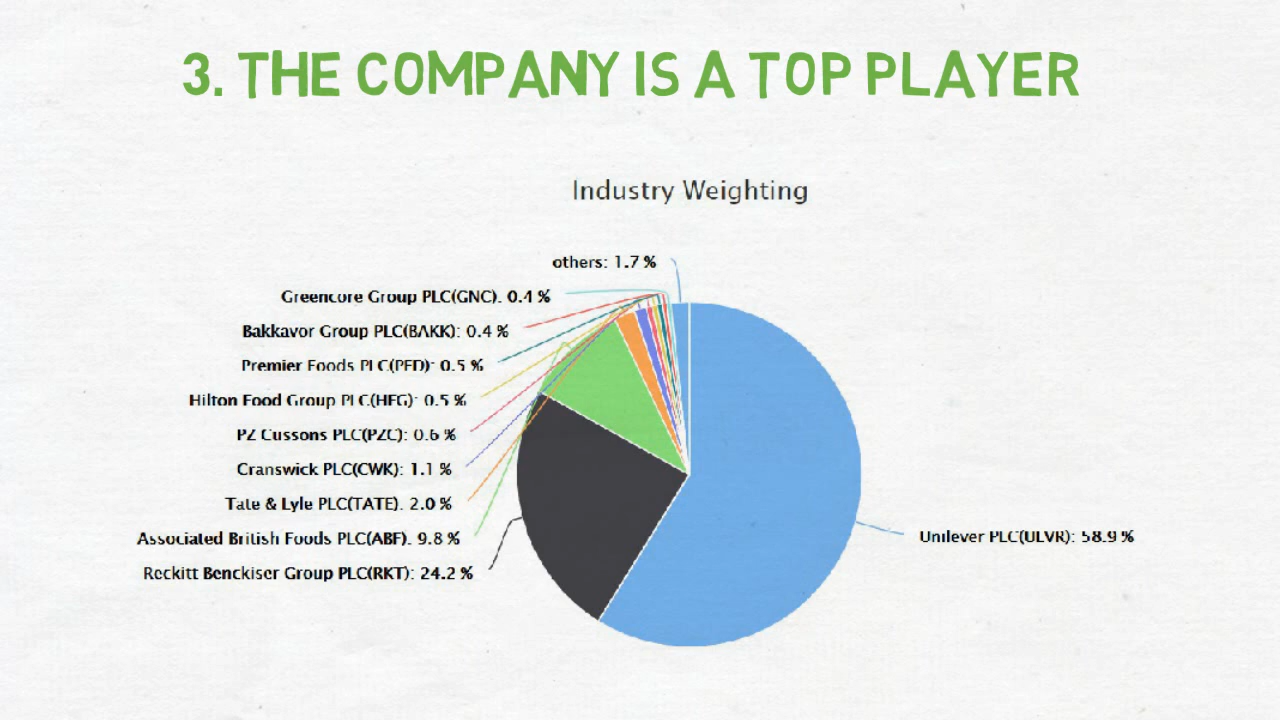 3. THE COMPANY IS A TOP PLAYER
Industry Weighting
others: 1.7 %
Greencore Group PLC(GNC). 0.4 %
Bakkavor Group PLC(BAKK): 0.4 %
Premier Foods PLC(PFD): 0.5 %
Hilton Food Group PLC(HFG): 0.5 %
PZ Cussons PLC(PZC): 0.6 %
Cranswick PLC(CWK): 1.1 %
Tate & Lyle PLC(TATE). 2.0 %
Associated British Foods PLC(ABF). 9.8 %
Unilever PLC(ULVR): 58.9 %
Reckitt Benckiser Group PLC(RKT): 24.2 %